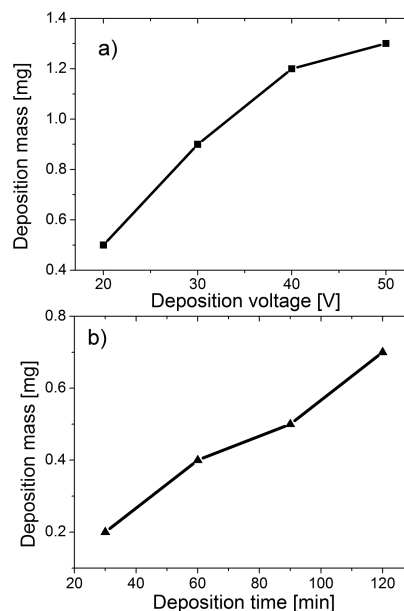 a)
Deposition mass [mg]
1.4
1.2
1.0
0.8
0.6
0.4
20 30 40 50
Deposition voltage [V]
b)
Deposition mass [mg]
0.8
0.6
0.4
0.2
20 40 60 80 100 120
Deposition time [min]